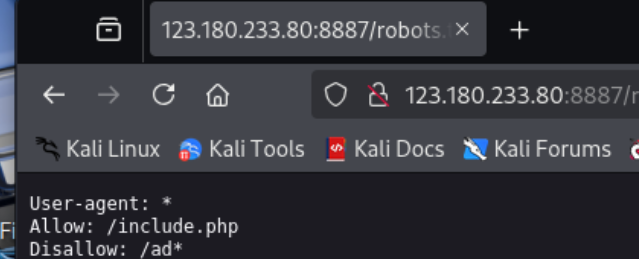 123.180.233.80:8887/robots.
123.180.233.80:8887/r
Kali Linux Kali Tools Kali Docs Kali Forums
User-agent: *
Allow: /include.php
Disallow: /ad*
Fi